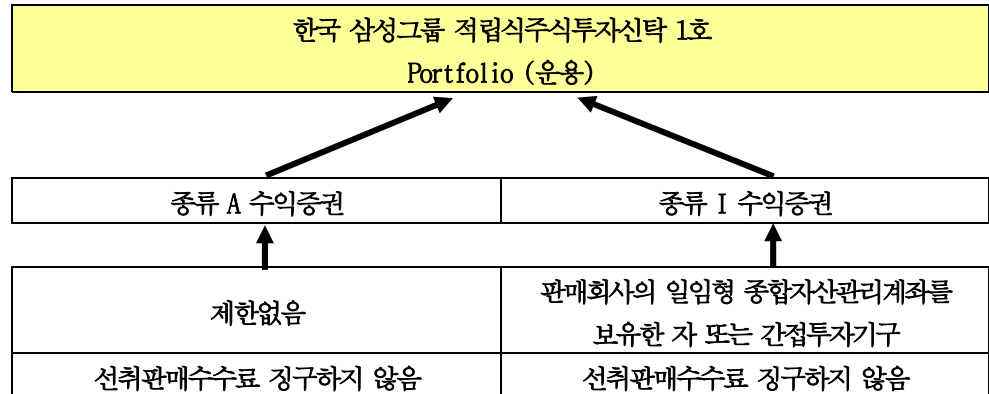 한국 삼성그룹 적립식주식투자신탁 1호
Portfolio (운용)
종류 A 수익증권
종류 I 수익증권
제한없음
판매회사의 일임형 종합자산관리계좌를
보유한 자 또는 간접투자기구
선취판매수수료 징구하지 않음
선취판매수수료 징구하지 않음